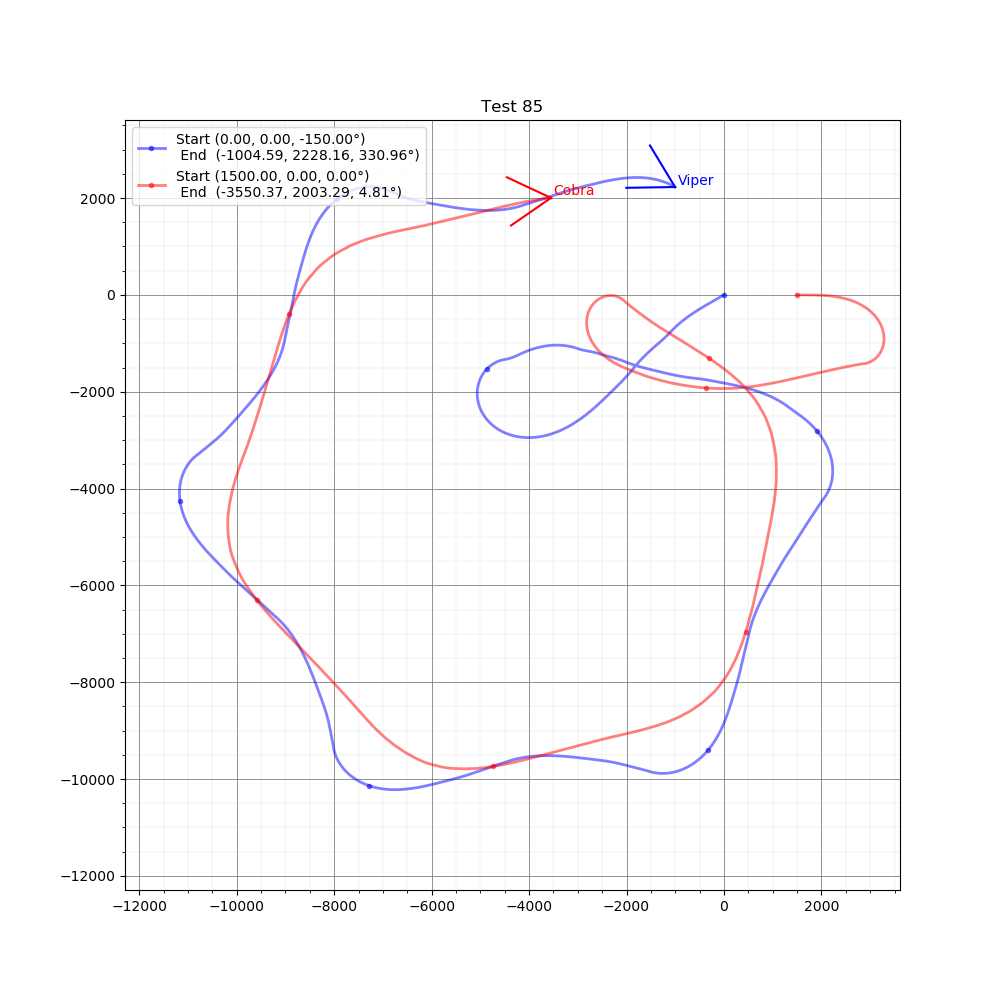 Test 85
Start (0.00, 0.00, -150.00°)
End (-1004.59, 2228.16, 330.96°)
Start (1500.00, 0.00, 0.00°)
End (-3550.37, 2003.29, 4.81°)
Viper
Cobra
2000
0
−2000
−4000
−6000
−8000
−10000
−12000
−12000 −10000 −8000 −6000 −4000 −2000 0 2000